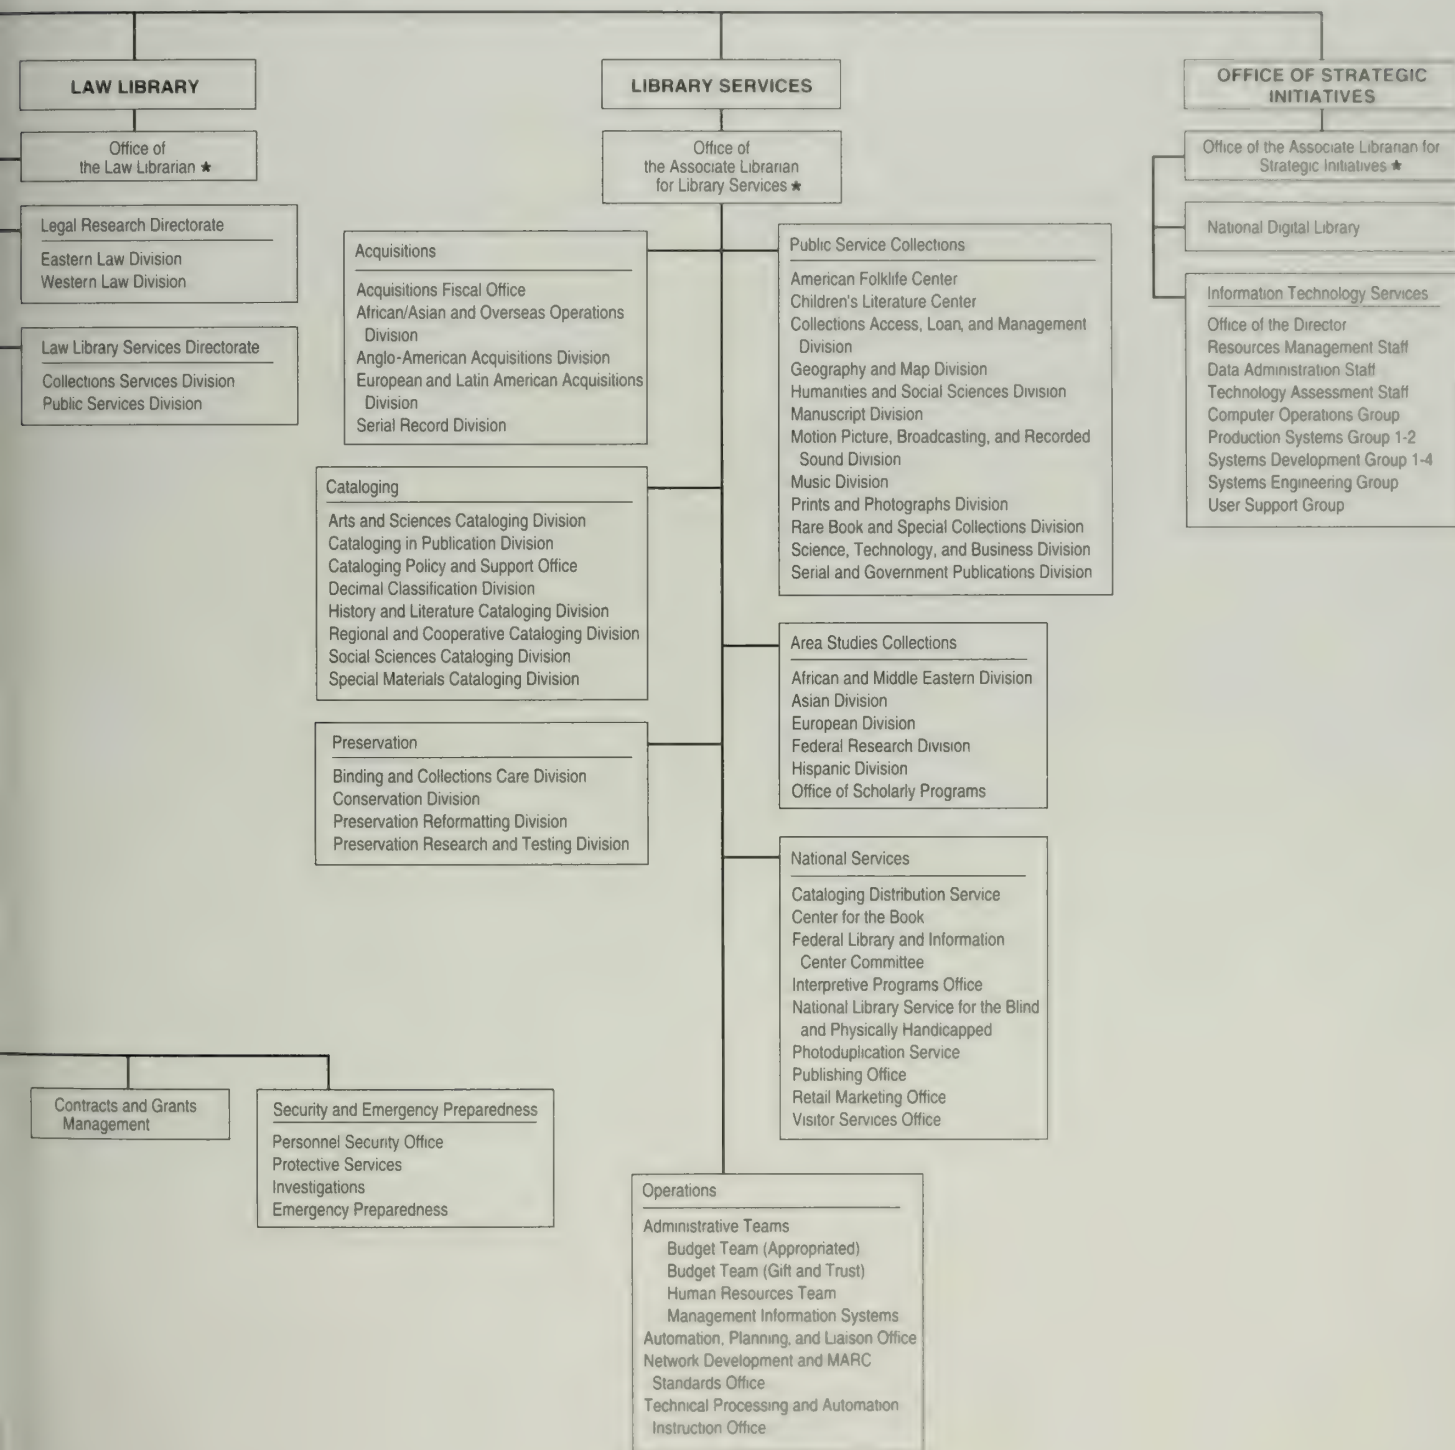 LAW LIBRARY
Office of
the Law Librarian ★
Legal Research Directorate
Eastern Law Division
Western Law Division
Law Library Services Directorate
Collections Services Division
Public Services Division
LIBRARY SERVICES
Office of
the Associate Librarian
for Library Services ★
Acquisitions
Acquisitions Fiscal Office
African/Asian and Overseas Operations
Division
Anglo-American Acquisitions Division
European and Latin American Acquisitions
Division
Serial Record Division
Cataloging
Arts and Sciences Cataloging Division
Cataloging in Publication Division
Cataloging Policy and Support Office
Decimal Classification Division
History and Literature Cataloging Division
Regional and Cooperative Cataloging Division
Social Sciences Cataloging Division
Special Materials Cataloging Division
Preservation
Binding and Collections Care Division
Conservation Division
Preservation Reformatting Division
Preservation Research and Testing Division
Public Service Collections
American Folklife Center
Children's Literature Center
Collections Access, Loan, and Management
Division
Geography and Map Division
Humanities and Social Sciences Division
Manuscript Division
Motion Picture, Broadcasting, and Recorded
Sound Division
Music Division
Prints and Photographs Division
Rare Book and Special Collections Division
Science, Technology, and Business Division
Serial and Government Publications Division
Area Studies Collections
African and Middle Eastern Division
Asian Division
European Division
Federal Research Division
Hispanic Division
Office of Scholarly Programs
National Services
Cataloging Distribution Service
Center for the Book
Federal Library and Information
Center Committee
Interpretive Programs Office
National Library Service for the Blind
and Physically Handicapped
Photoduplication Service
Publishing Office
Retail Marketing Office
Visitor Services Office
Operations
Administrative Teams
Budget Team (Appropriated)
Budget Team (Gift and Trust)
Human Resources Team
Management Information Systems
Automation, Planning, and Liaison Office
Network Development and MARC
Standards Office
Technical Processing and Automation
Instruction Office
OFFICE OF STRATEGIC
INITIATIVES
Office of the Associate Librarian for
Strategic Initiatives ★
National Digital Library
Information Technology Services
Office of the Director
Resources Management Staff
Data Administration Staff
Technology Assessment Staff
Computer Operations Group
Production Systems Group 1-2
Systems Development Group 1-4
Systems Engineering Group
User Support Group
Contracts and Grants
Management
Security and Emergency Preparedness
Personnel Security Office
Protective Services
Investigations
Emergency Preparedness